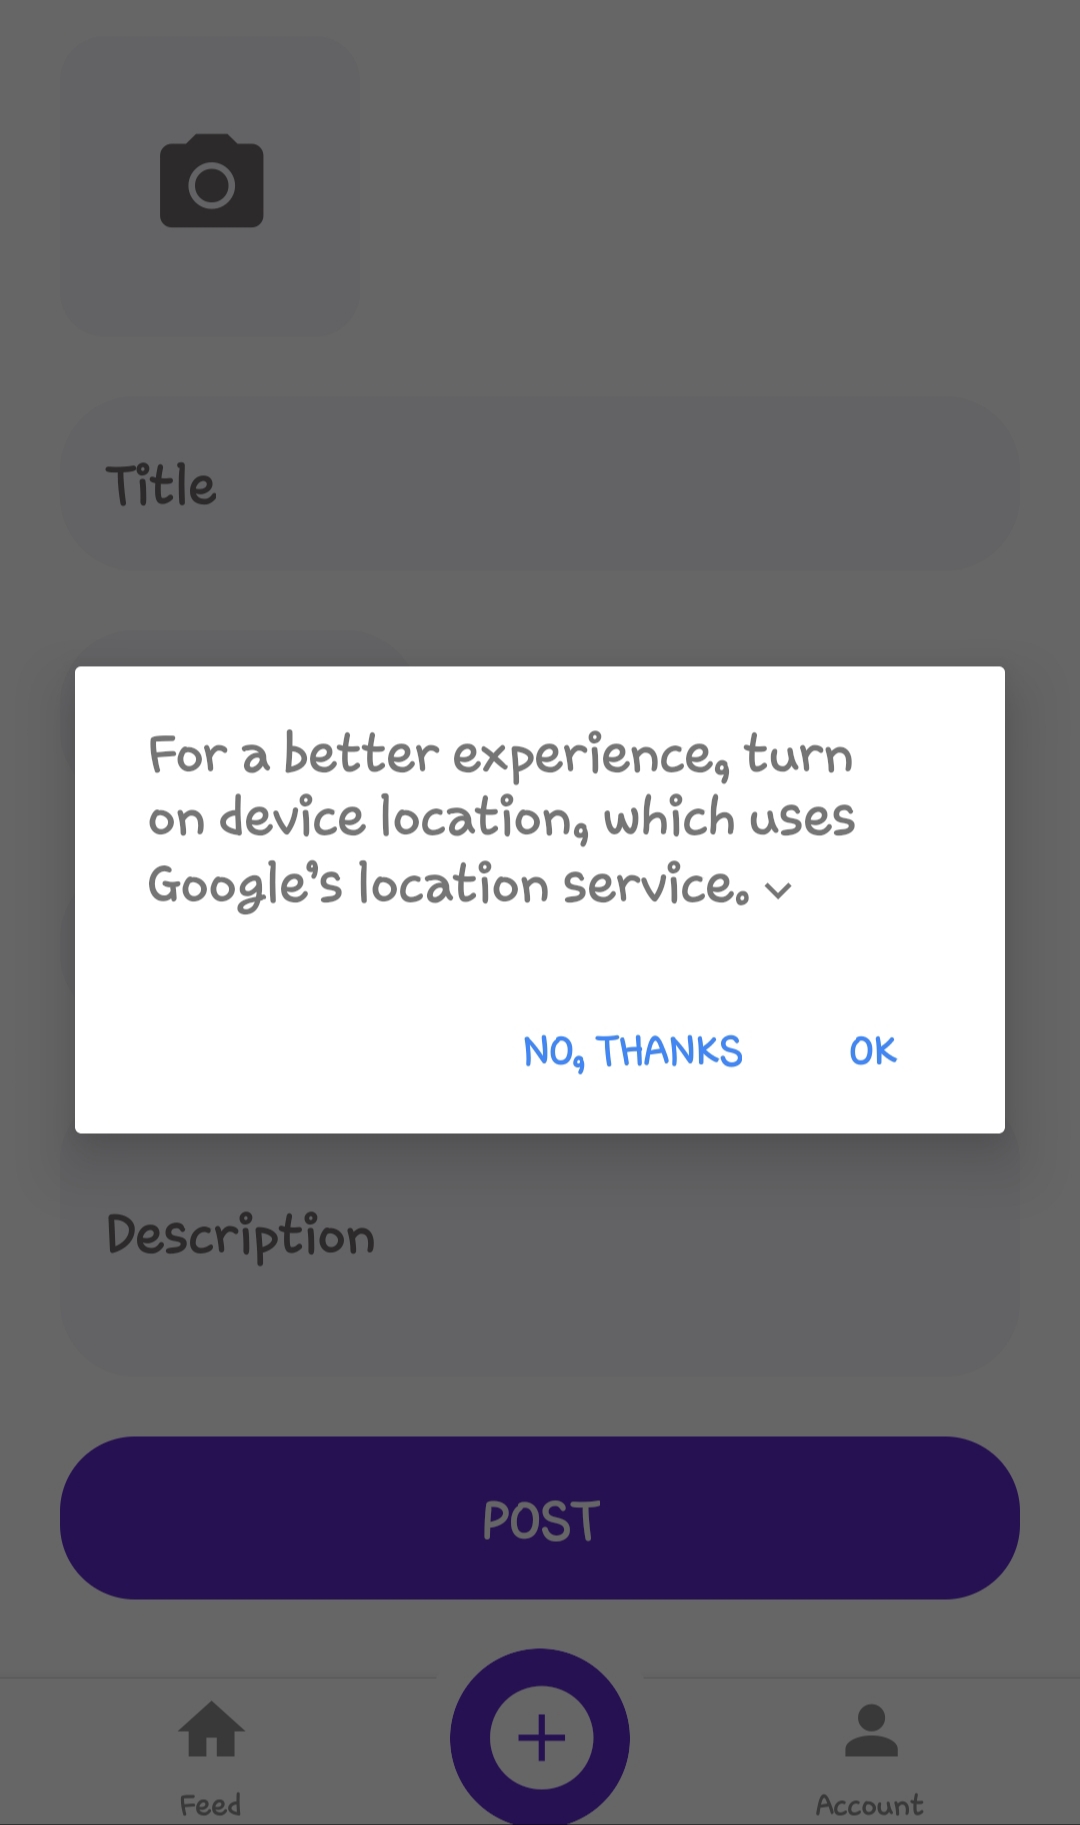 Title
For a better experience, turn
on device location, which uses
Google's location service.
NO, THANKS OK
Description
POST
Feed Account